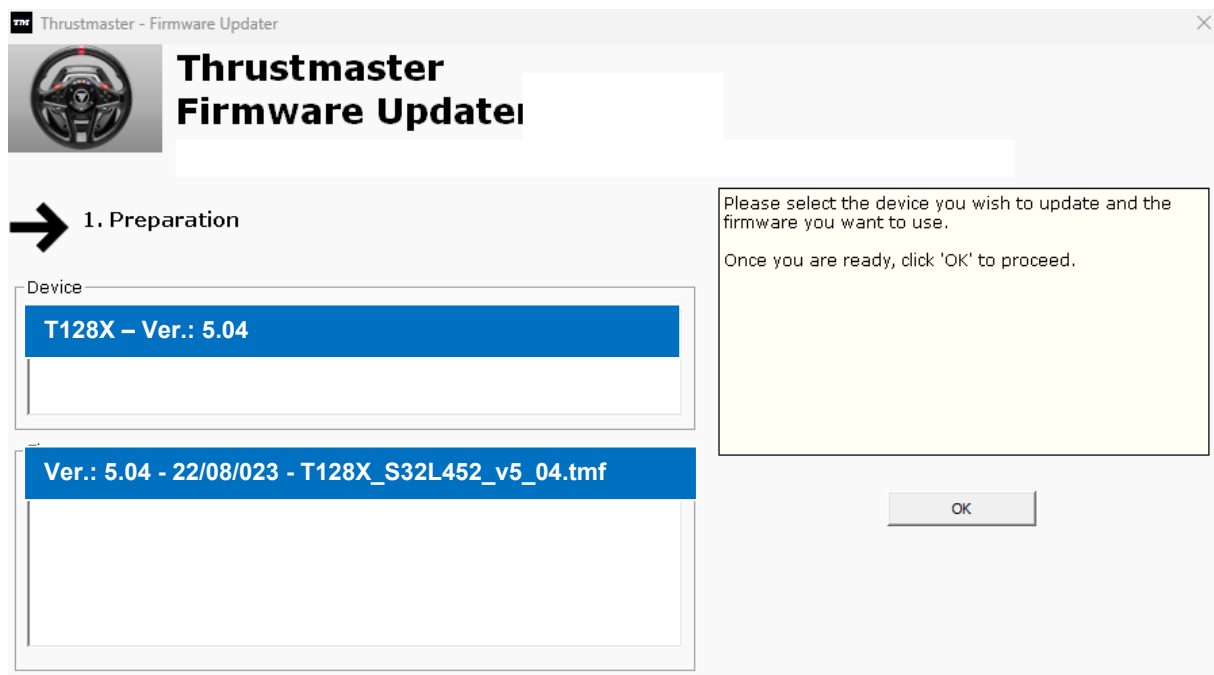 Thrustmaster - Firmware Updater
Thrustmaster
Firmware Updater
1. Preparation
Please select the device you wish to update and the
firmware you want to use.
Once you are ready, click 'OK' to proceed.
Device
T128X – Ver.: 5.04
Ver.: 5.04 - 22/08/023 - T128X_S32L452_v5_04.tmf
OK